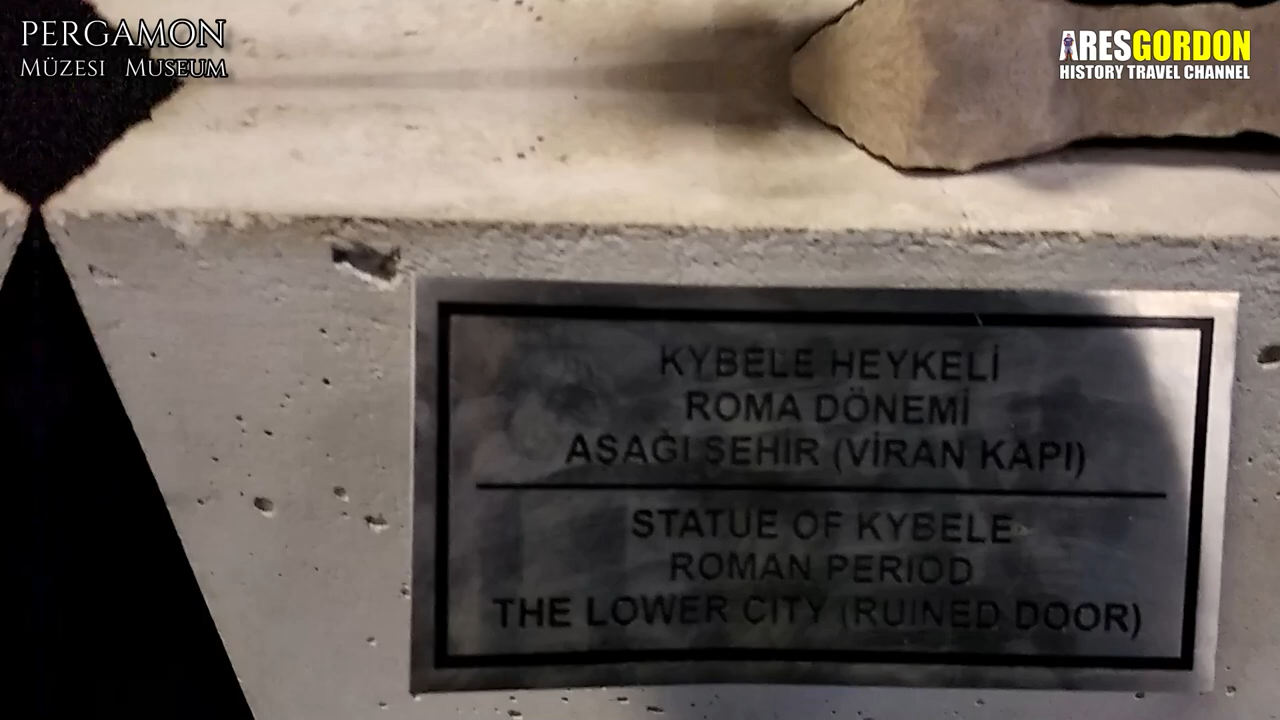 PERGAMON
MÜZESI MUSEUM
ARESGORDON
HISTORY TRAVEL CHANNEL
KYBELE HEYKELİ
ROMA DÖNEMİ
AŞAĞI ŞEHİR (VİRAN KAPI)
STATUE OF KYBELE
ROMAN PERIOD
THE LOWER CITY (RUINED DOOR)